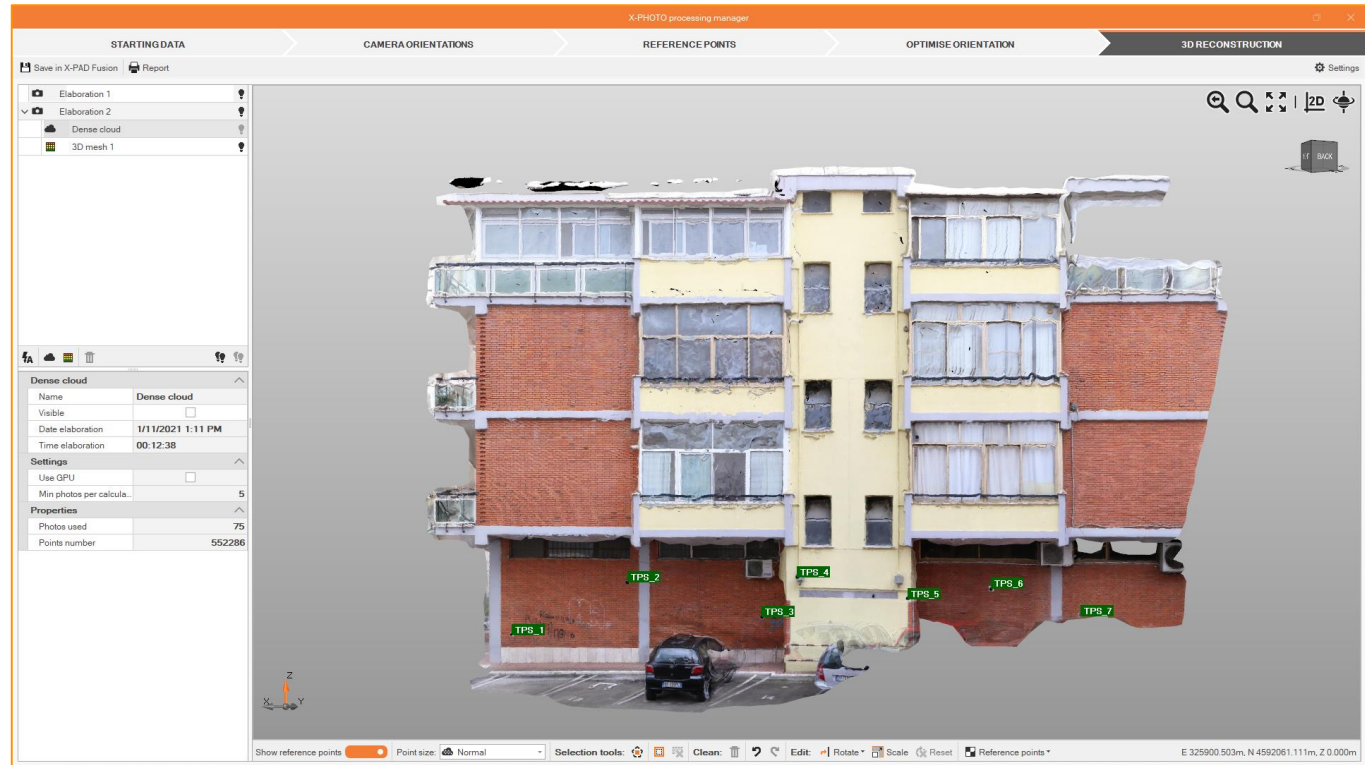 X-PHOTO processing manager
STARTING DATA CAMERA ORIENTATIONS REFERENCE POINTS OPTIMISE ORIENTATION 3D RECONSTRUCTION
Save in X-PAD Fusion Report Settings
Elaboration 1
Elaboration 2
Dense cloud
3D mesh 1
2D
BACK
Dense cloud
Name Dense cloud
Visible
Date elaboration 1/11/2021 1:11 PM
Time elaboration 00:12:38
Settings
Use GPU
Min photos per calcula.. 5
Properties
Photos used 75
Points number 552286
TPS_4
TPS_2
TPS_6
TPS_5
TPS_3
TPS_7
TPS_1
Z
X
Y
Show reference points Point size: Normal Selection tools: Clean: Edit: Rotate Scale Reset Reference points E 325900.503m, N 4592061.111m, Z 0.000m